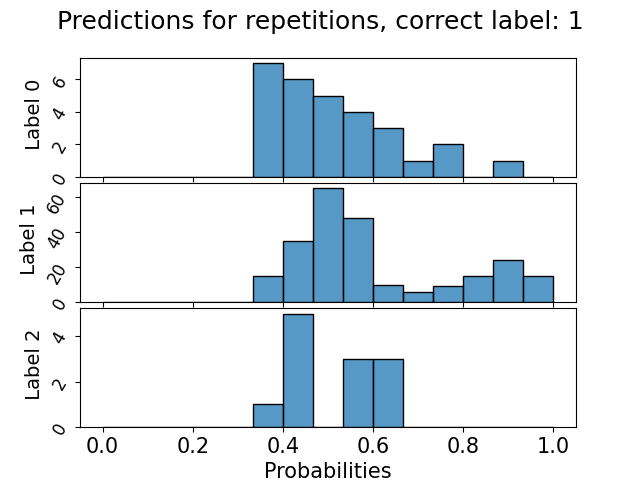 Predictions for repetitions, correct label: 1
Label 0
6
4
2
0
Label 1
60
40
20
0
Label 2
4
2
0
0.0 0.2 0.4 0.6 0.8 1.0
Probabilities